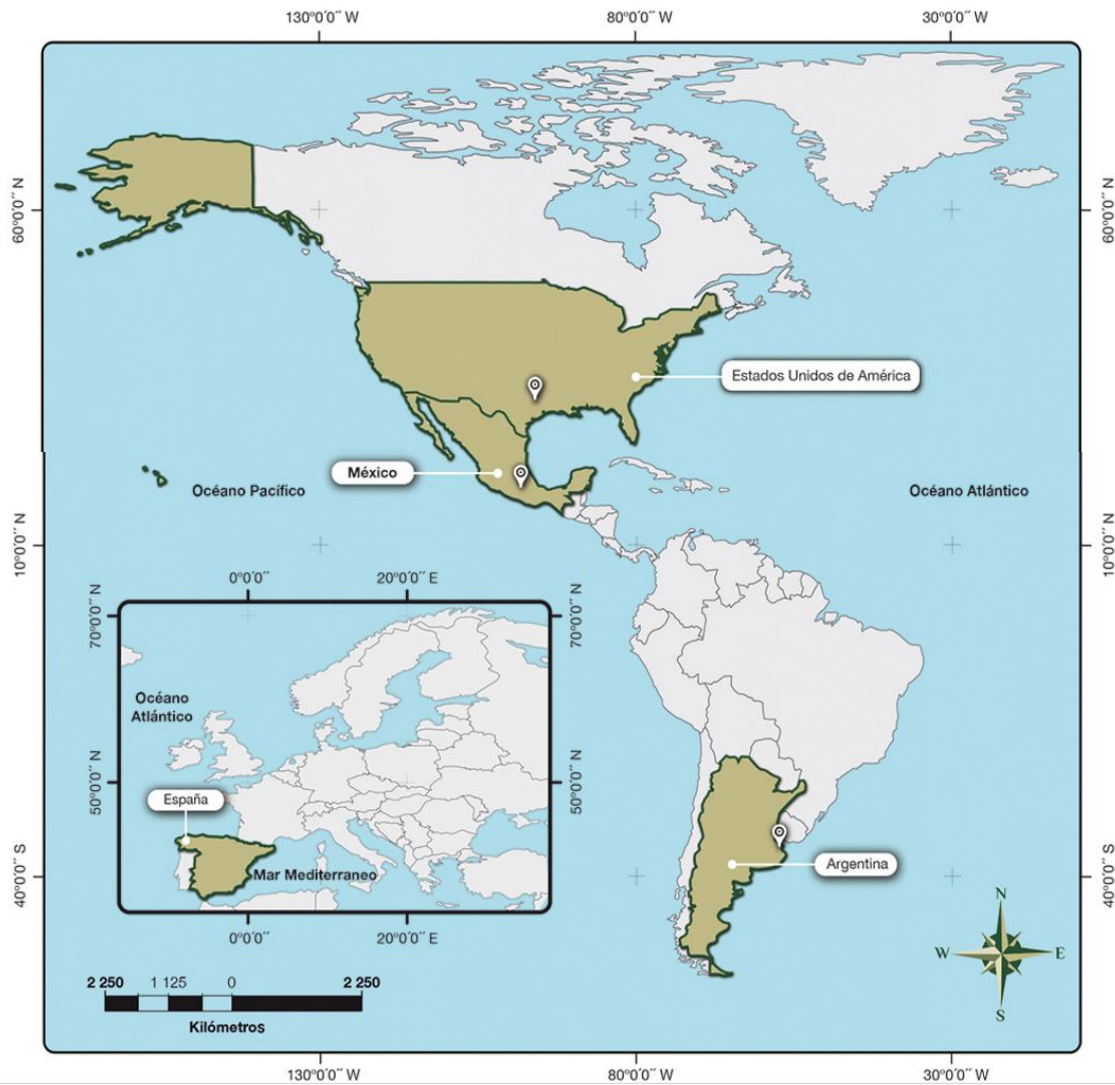 130°0'0'' W
80°0'0'' W
30°0'0'' W
60°0'0'' N
60°0'0'' N
Estados Unidos de América
México
Océano Pacífico
Océano Atlántico
10°0'0'' N
10°0'0'' N
0°0'0''
20°0'0'' E
70°0'0'' N
70°0'0'' N
Océano
Atlántico
50°0'0'' N
50°0'0'' N
España
Mar Mediterraneo
Argentina
40°0'0'' S
40°0'0'' S
0°0'0''
20°0'0'' E
N
W
E
S
2 250
1 125
0
2 250
Kilómetros
130°0'0'' W
80°0'0'' W
30°0'0'' W